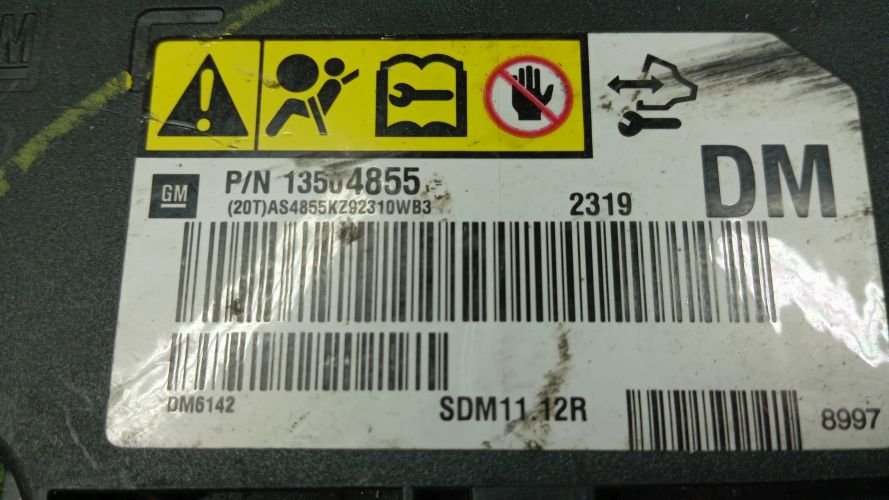 GM
P/N 13504855
(20T)AS4855KZ92310WB3
2319
DM
DM6142
SDM11.12R
8997